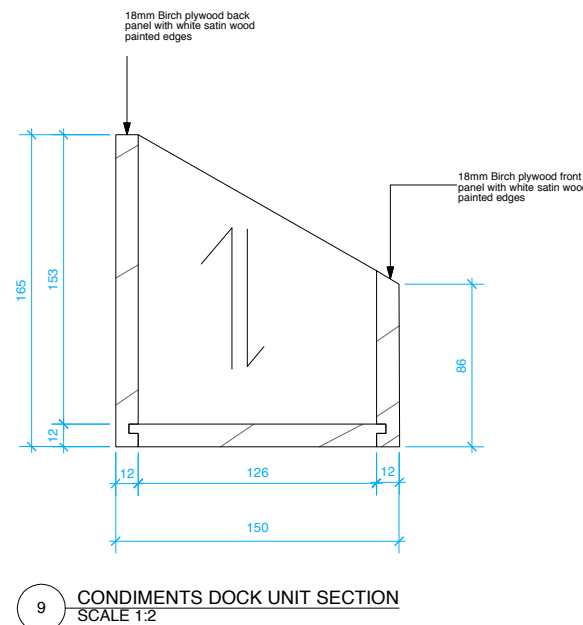 18mm Birch plywood back
panel with white satin wood
painted edges
18mm Birch plywood front
panel with white satin wood
painted edges
165
153
12
86
12
126
12
150
9
CONDIMENTS DOCK UNIT SECTION
SCALE 1:2